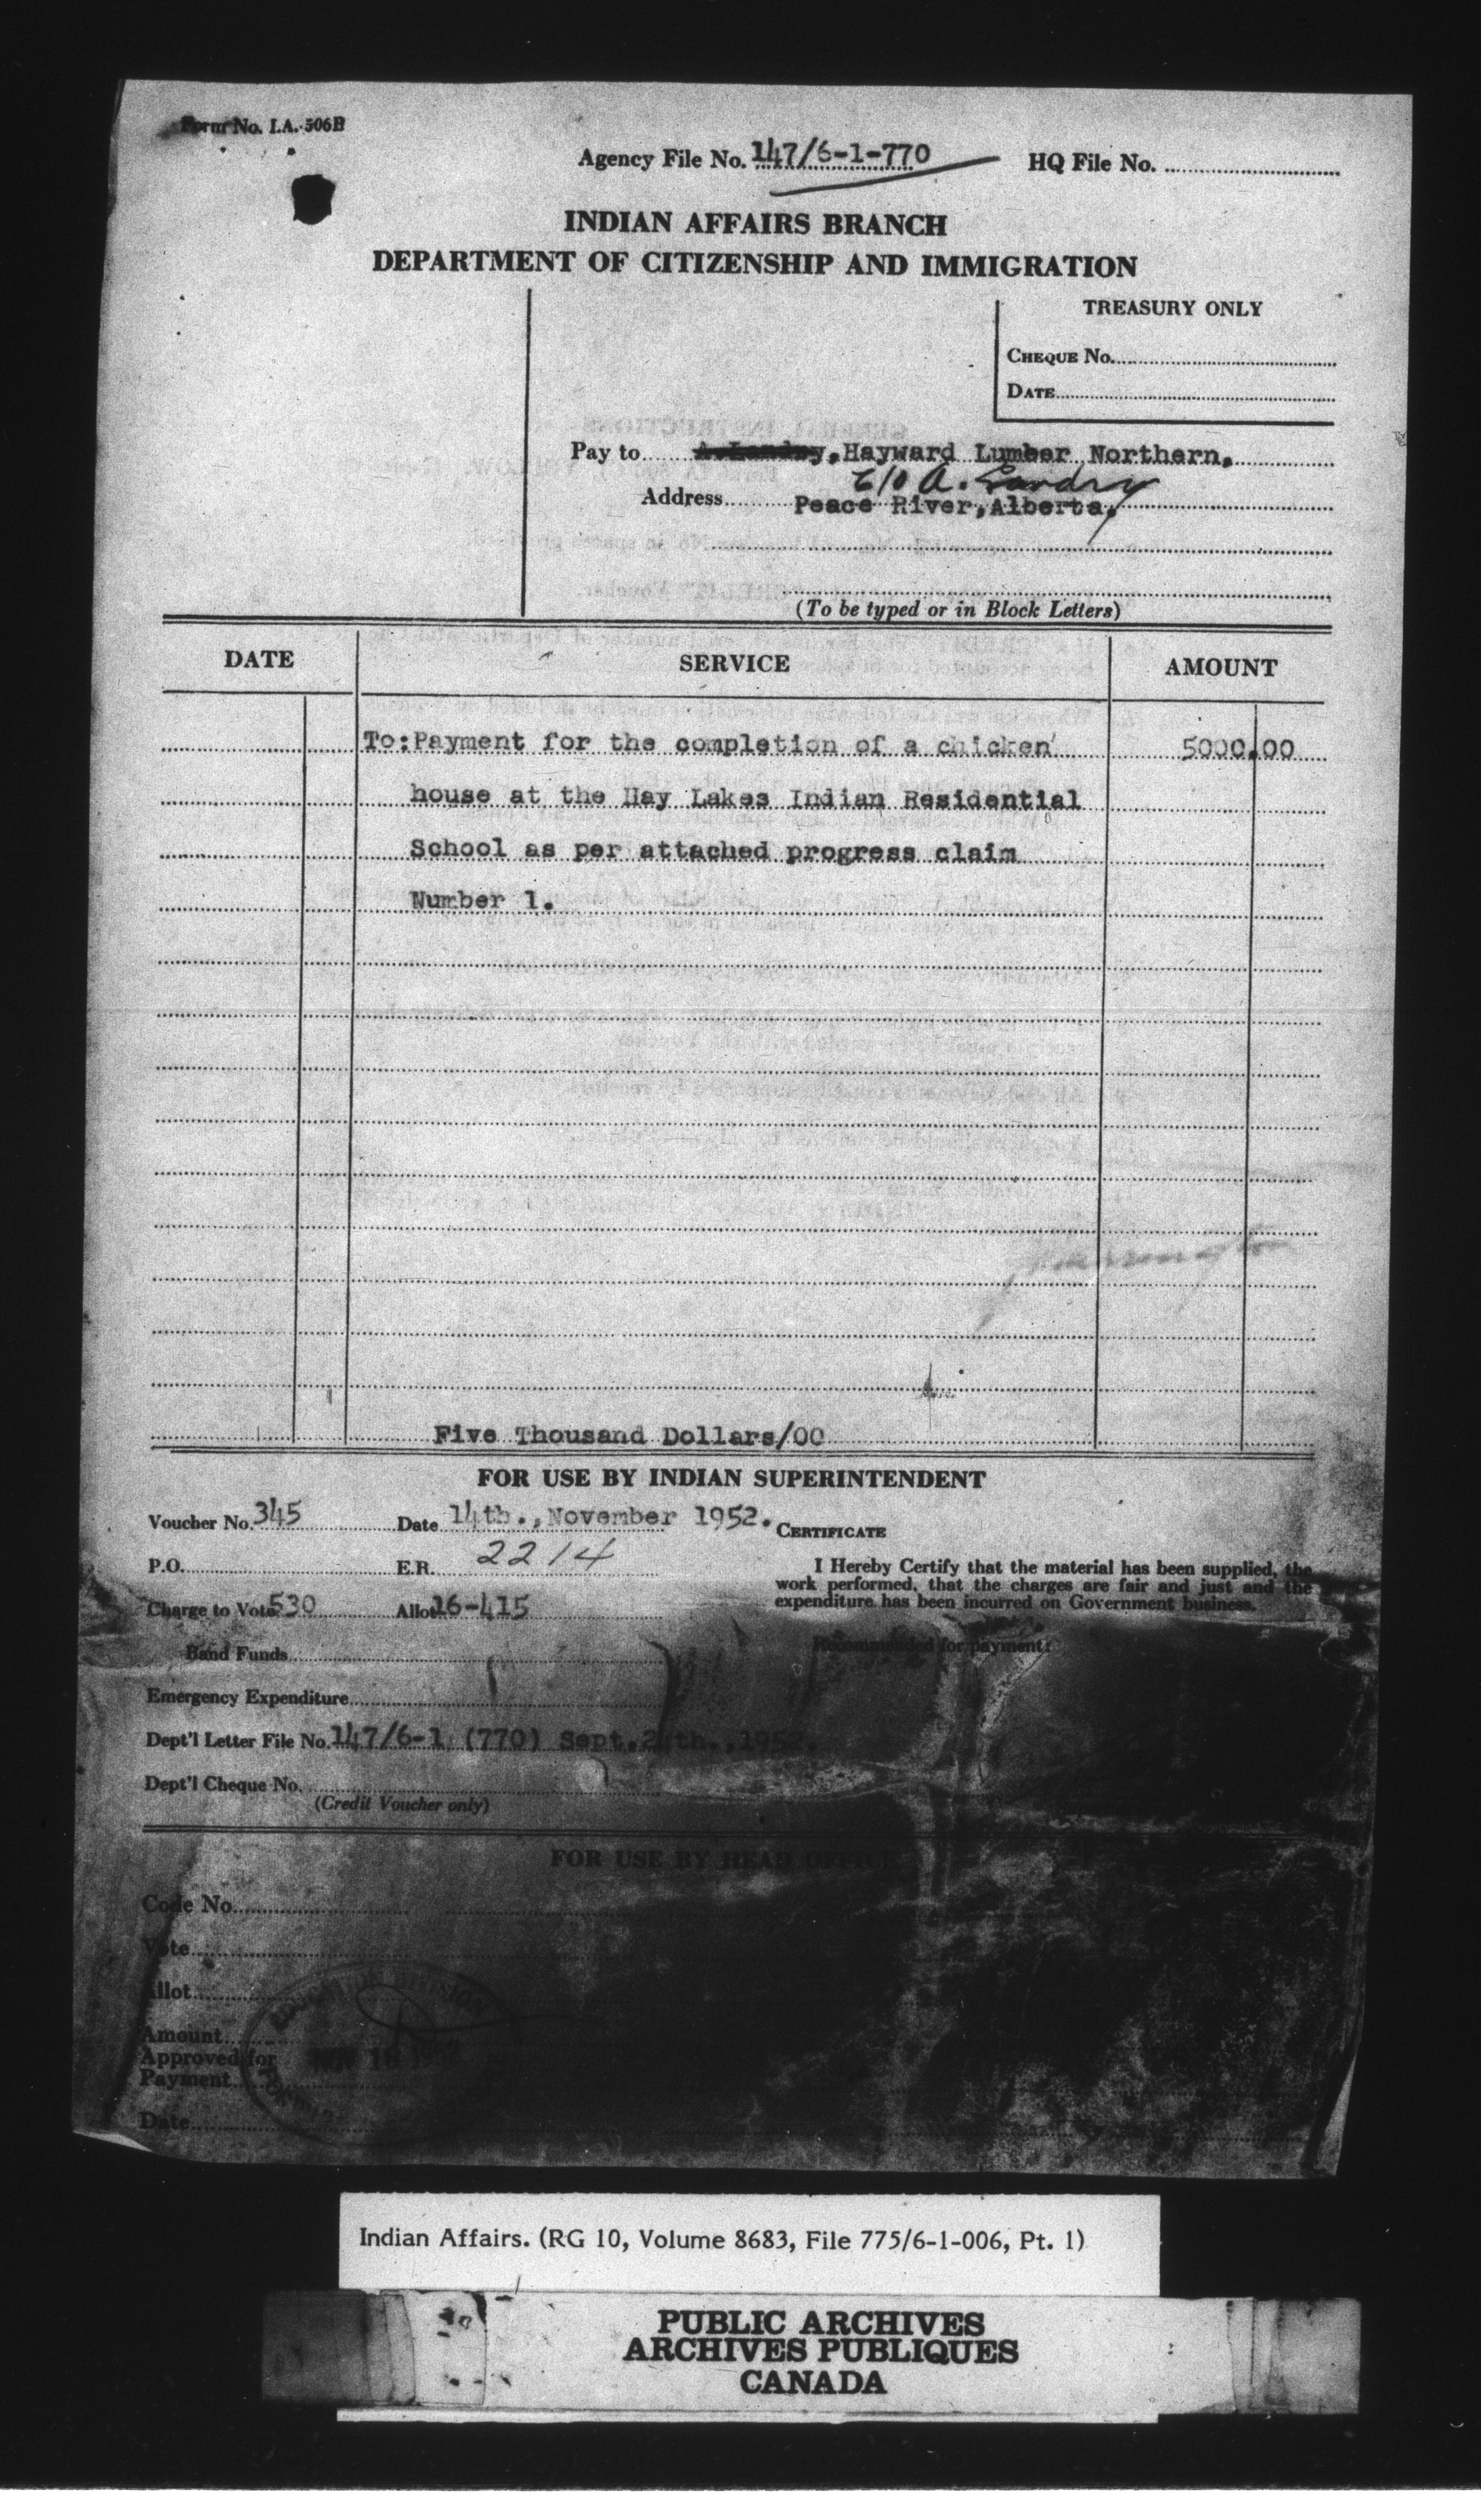 Form No. I.A. 506B
Agency File No. 147/6-1-770 HQ File No.
INDIAN AFFAIRS BRANCH
DEPARTMENT OF CITIZENSHIP AND IMMIGRATION
TREASURY ONLY
CHEQUE No.
DATE
Pay to A. Landry, Hayward Lumber Northern,
c/o A. Landry
Address Peace River, Alberta,
(To be typed or in Block Letters)
DATE SERVICE AMOUNT
To: Payment for the completion of a chicken 5000.00
house at the Hay Lakes Indian Residential
School as per attached progress claim
Number 1.
Five Thousand Dollars/00
FOR USE BY INDIAN SUPERINTENDENT
Voucher No. 345 Date 14th., November 1952. CERTIFICATE
P.O. E.R. 2214
I Hereby Certify that the material has been supplied, the
work performed, that the charges are fair and just and the
expenditure has been incurred on Government business.
Charge to Vote 530 Allot 16-415
Recommended for payment:
Band Funds
Emergency Expenditure
Dept'l Letter File No. 147/6-1 (770) Sept.
Dept'l Cheque No.
(Credit Voucher only)
FOR USE BY HEAD OFFICE
Code No.
Vote
Allot
Amount
Approved for
Payment
Date
Indian Affairs. (RG 10, Volume 8683, File 775/6-1-006, Pt. 1)
PUBLIC ARCHIVES
ARCHIVES PUBLIQUES
CANADA